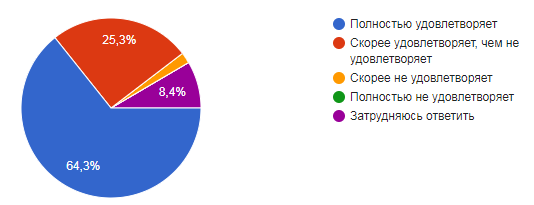 25,3%
8,4%
64,3%
Полностью удовлетворяет
Скорее удовлетворяет, чем не
удовлетворяет
Скорее не удовлетворяет
Полностью не удовлетворяет
Затрудняюсь ответить